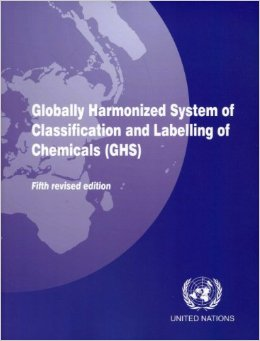 Globally Harmonized System of
Classification and Labelling of
Chemicals (GHS)
Fifth revised edition
UNITED NATIONS